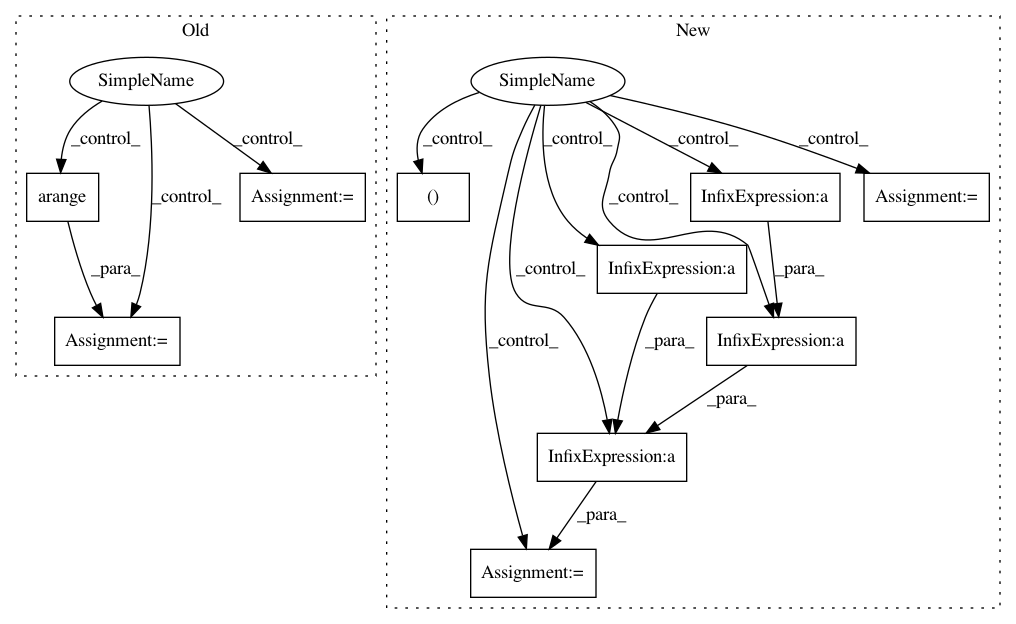 Old
New
SimpleName
SimpleName
_control_
_control_
_control_
_control_
_control_
_control_
_control_
arange
_control_
Assignment:=
()
_control_
InfixExpression:a
Assignment:=
_para_
_control_
InfixExpression:a
_para_
Assignment:=
_control_
_para_
InfixExpression:a
_para_
InfixExpression:a
_para_
Assignment:=